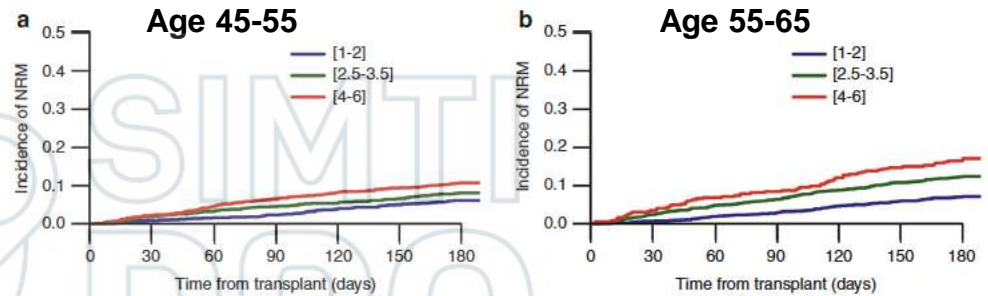 a
Age 45-55
0.5
0.4
0.3
0.2
0.1
0.0
Incidence of NRM
[1-2]
[2.5-3.5]
[4-6]
0 30 60 90 120 150 180
Time from transplant (days)
b
Age 55-65
0.5
0.4
0.3
0.2
0.1
0.0
Incidence of NRM
[1-2]
[2.5-3.5]
[4-6]
0 30 60 90 120 150 180
Time from transplant (days)
SIMTI